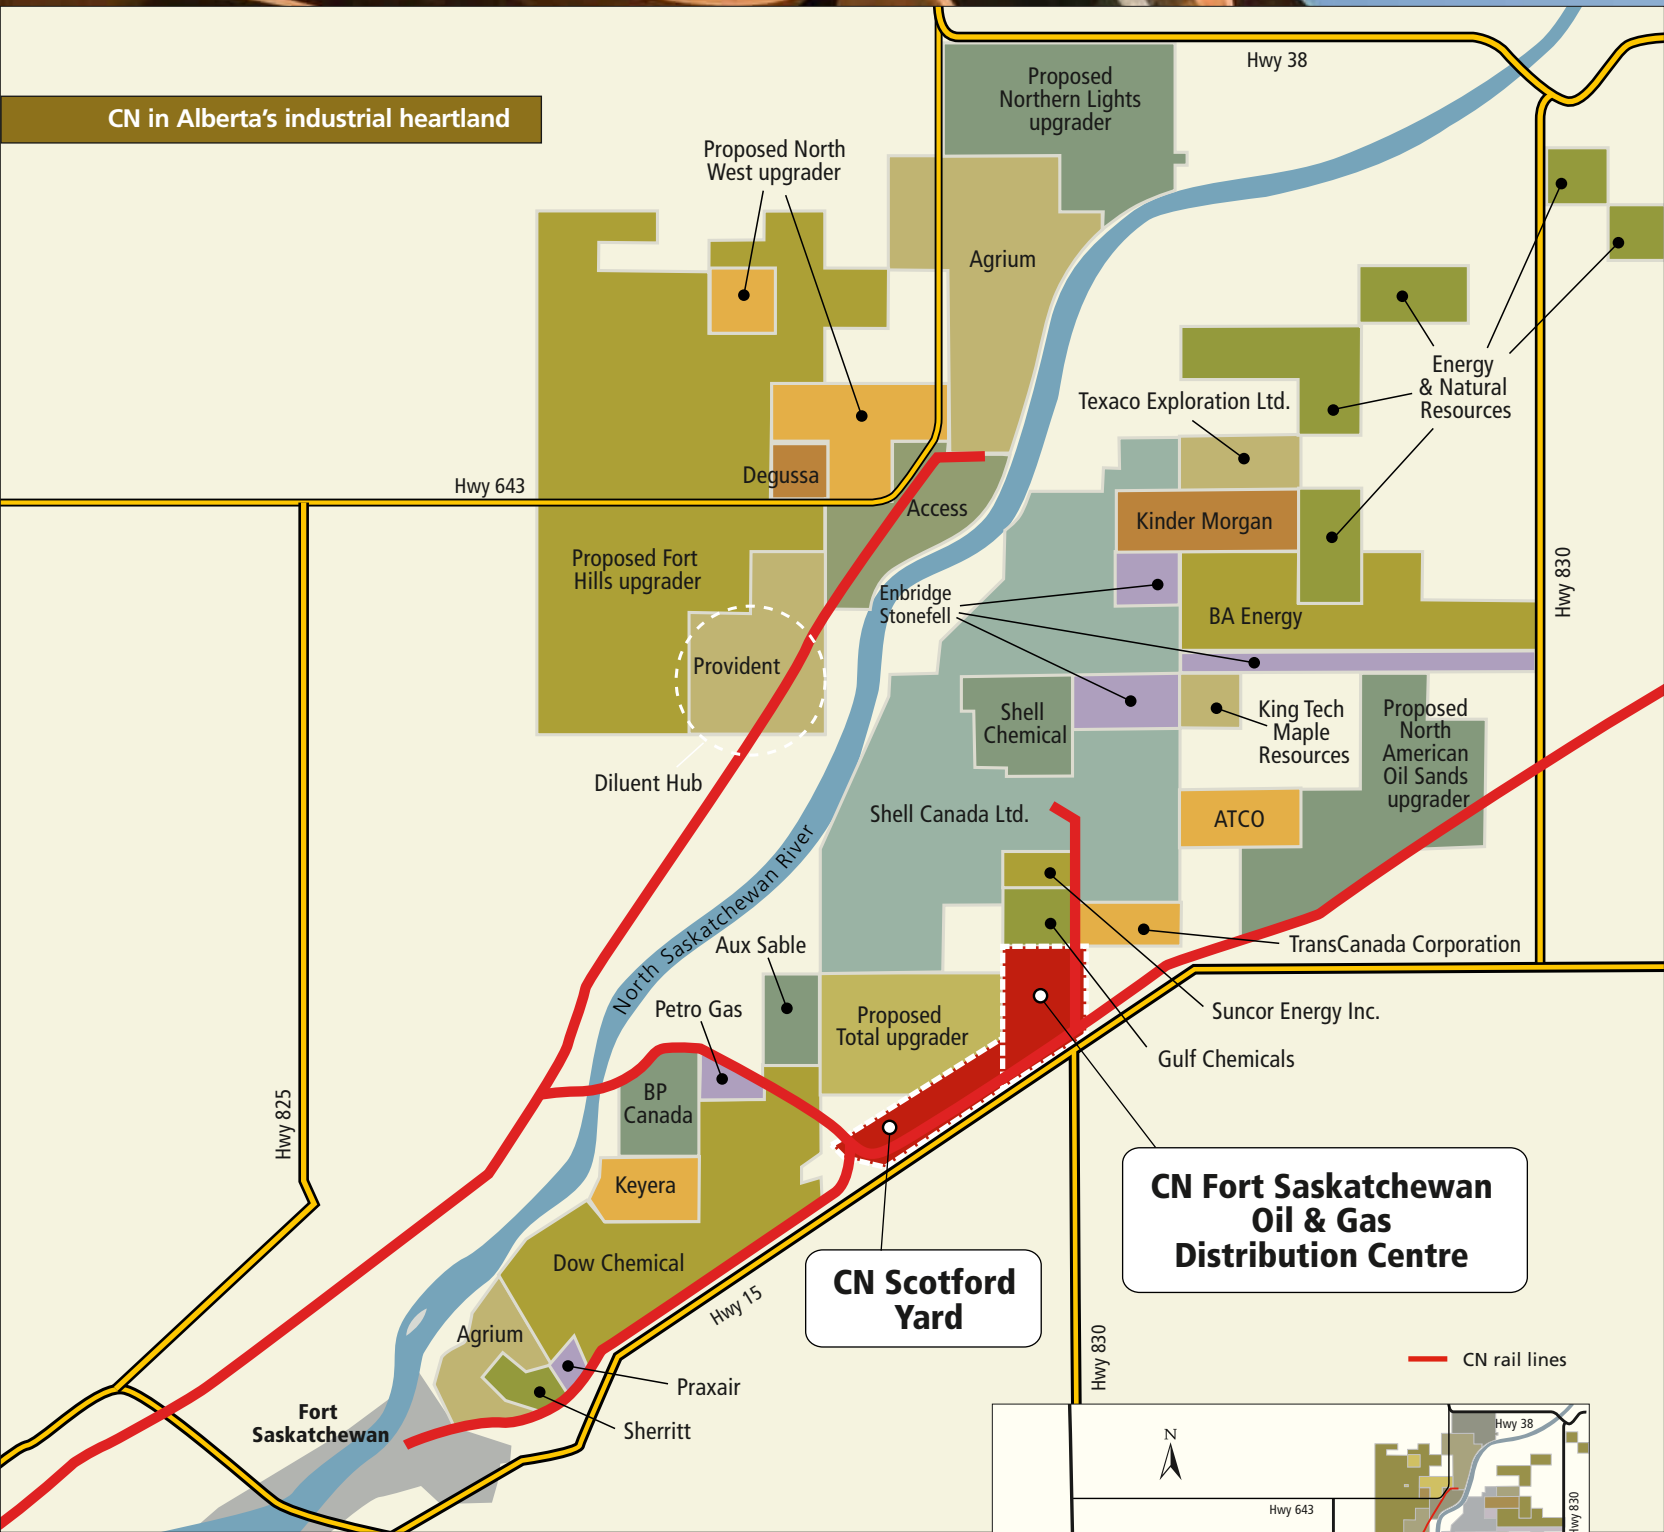 Hwy 38
CN in Alberta's industrial heartland
Proposed
Northern Lights
upgrader
Proposed North
West upgrader
Agrium
Energy
& Natural
Resources
Texaco Exploration Ltd.
Degussa
Hwy 643
Access
Kinder Morgan
Proposed Fort
Hills upgrader
Hwy 830
Enbridge
Stonefell
BA Energy
Provident
Shell
Chemical
King Tech
Maple
Resources
Proposed
North
American
Oil Sands
upgrader
Diluent Hub
Shell Canada Ltd.
ATCO
North Saskatchewan River
Aux Sable
TransCanada Corporation
Petro Gas
Proposed
Total upgrader
Suncor Energy Inc.
Gulf Chemicals
BP
Canada
Hwy 825
Keyera
CN Fort Saskatchewan
Oil & Gas
Distribution Centre
Dow Chemical
CN Scotford
Yard
Hwy 15
Agrium
Hwy 830
CN rail lines
Praxair
Fort
Saskatchewan
Sherritt
N
Hwy 38
Hwy 643
Hwy 830